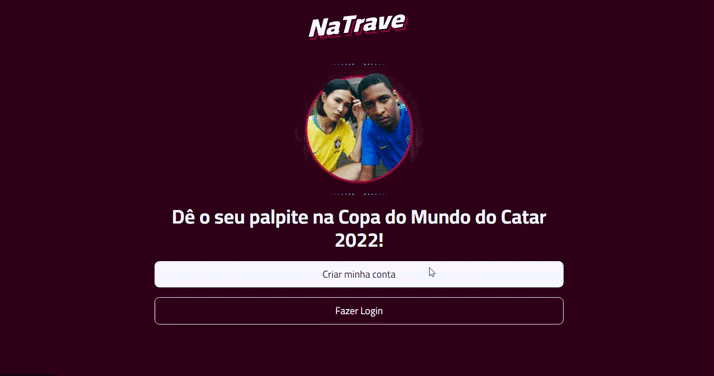 NaTrave
Dê o seu palpite na Copa do Mundo do Catar
2022!
Criar minha conta
Fazer Login